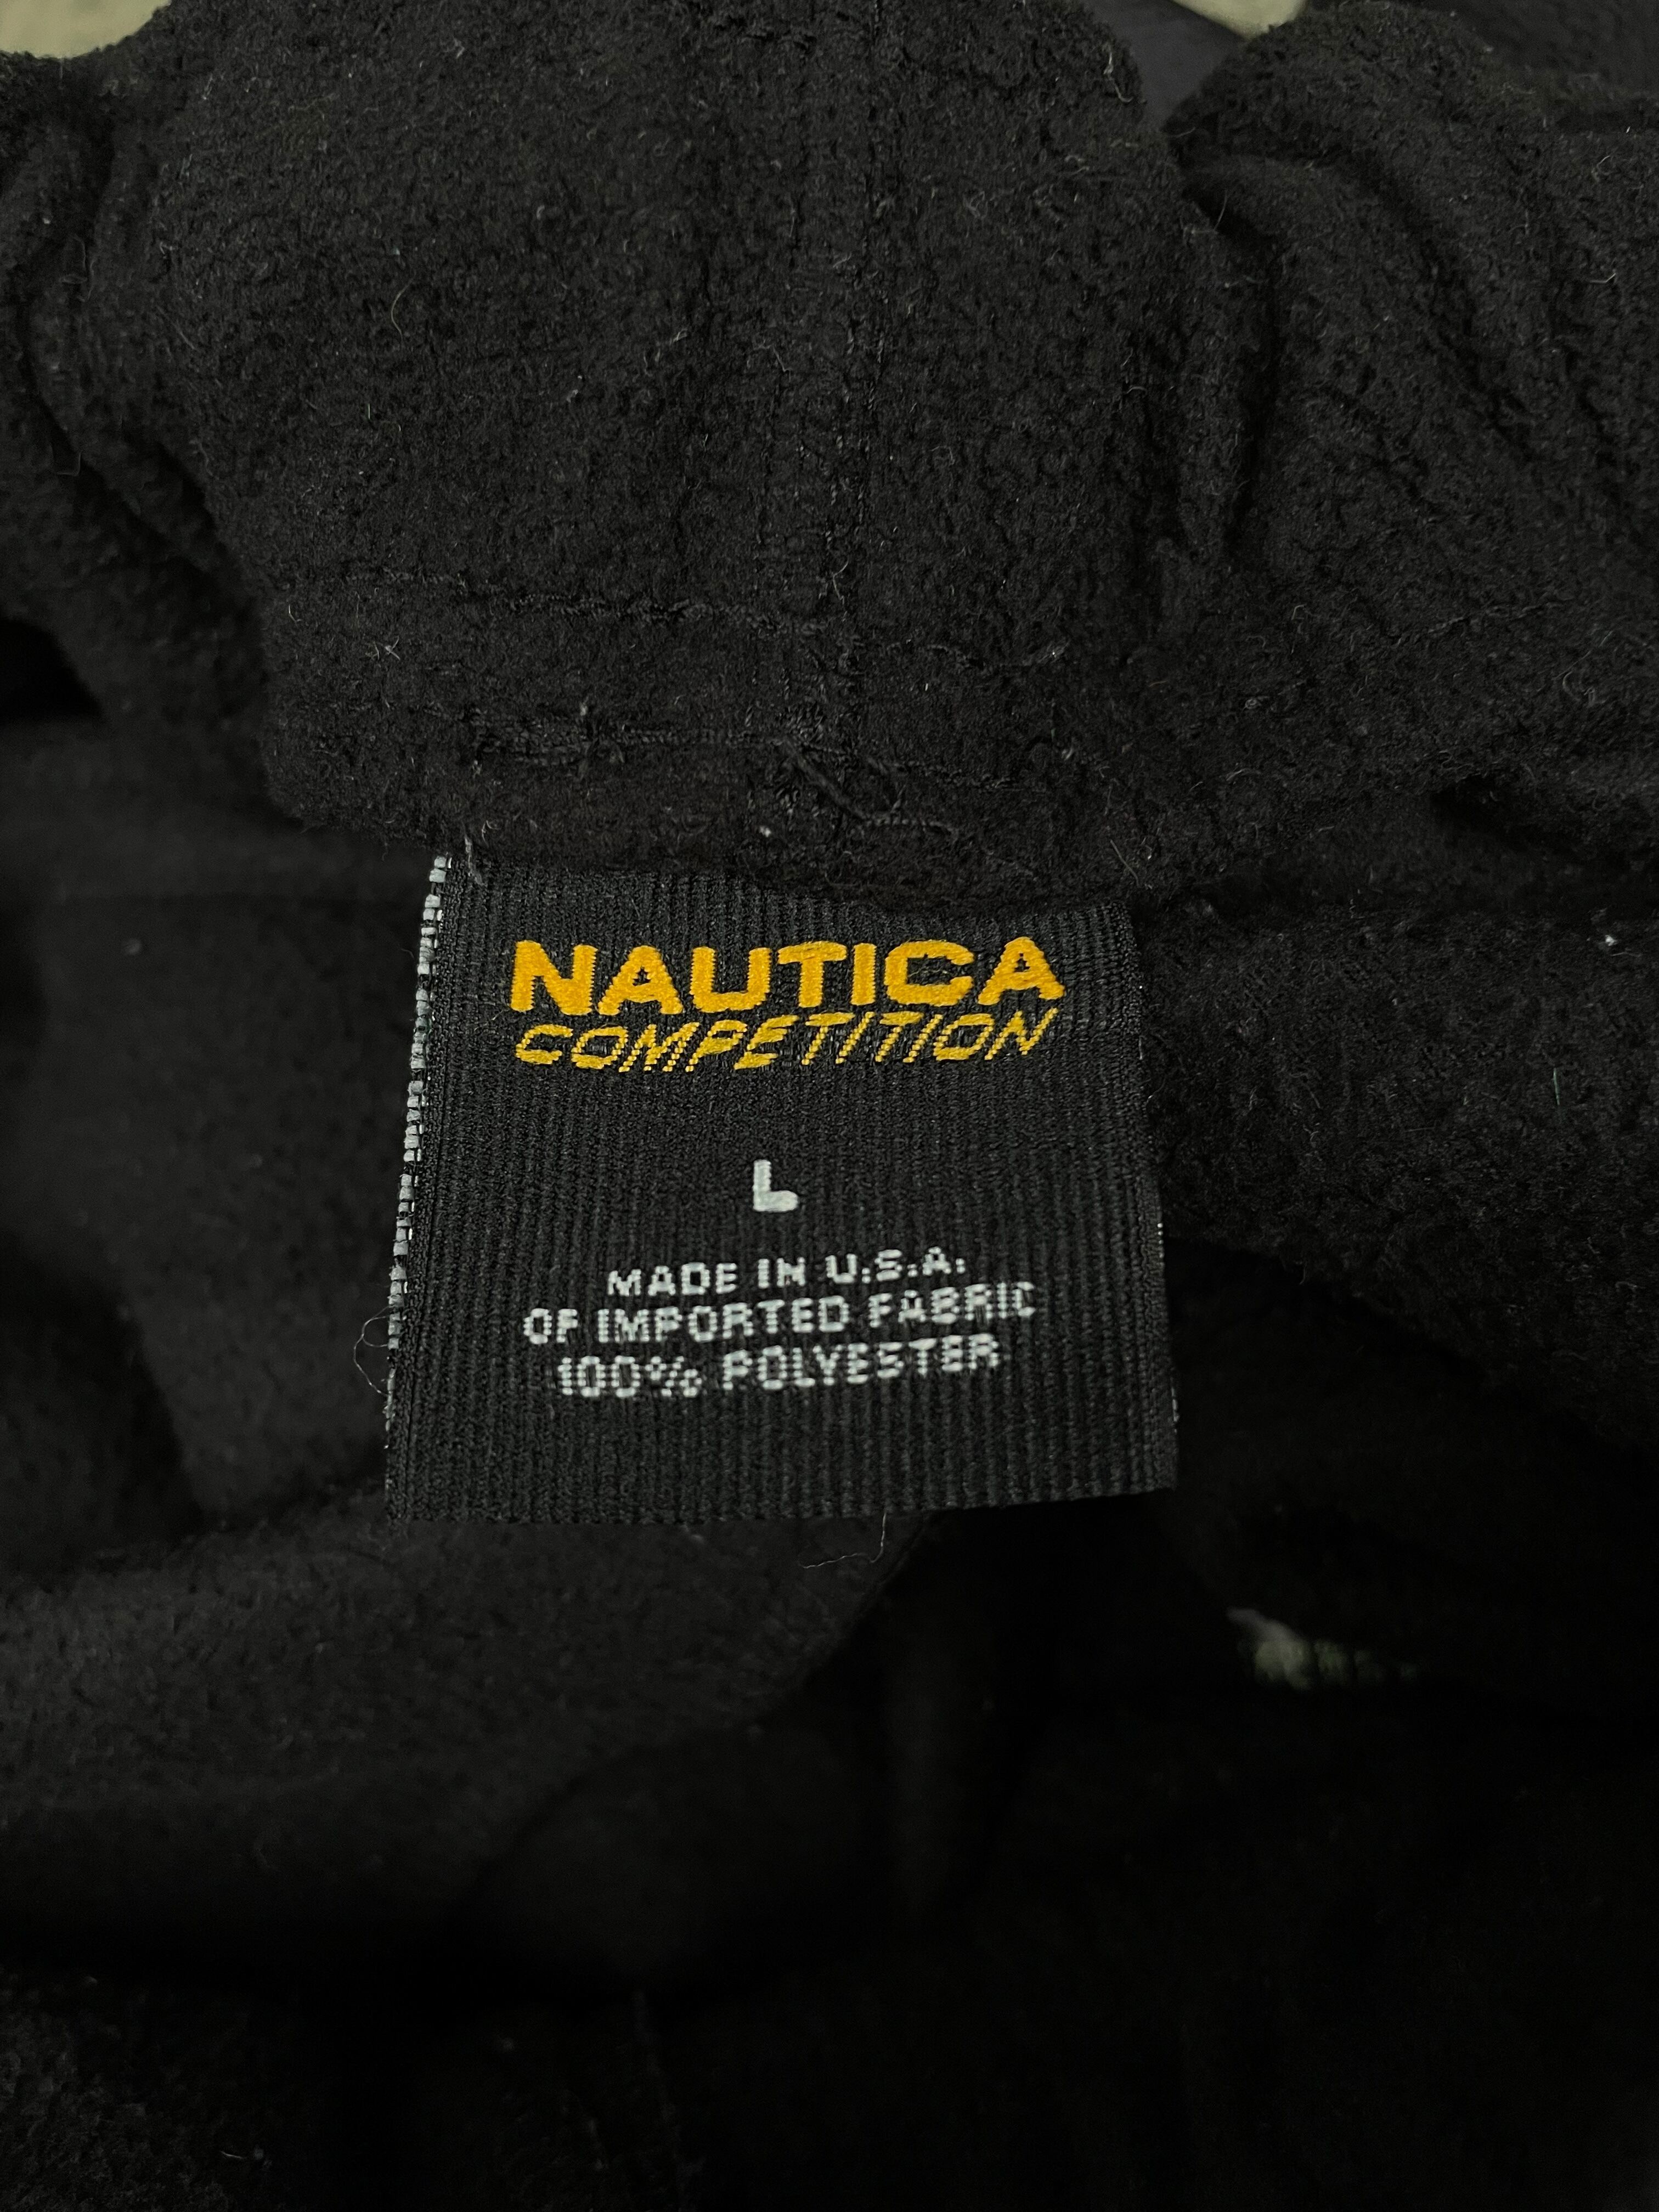 NAUTICA
COMPETITION
L
MADE IN U.S.A.
OF IMPORTED FABRIC
100% POLYESTER